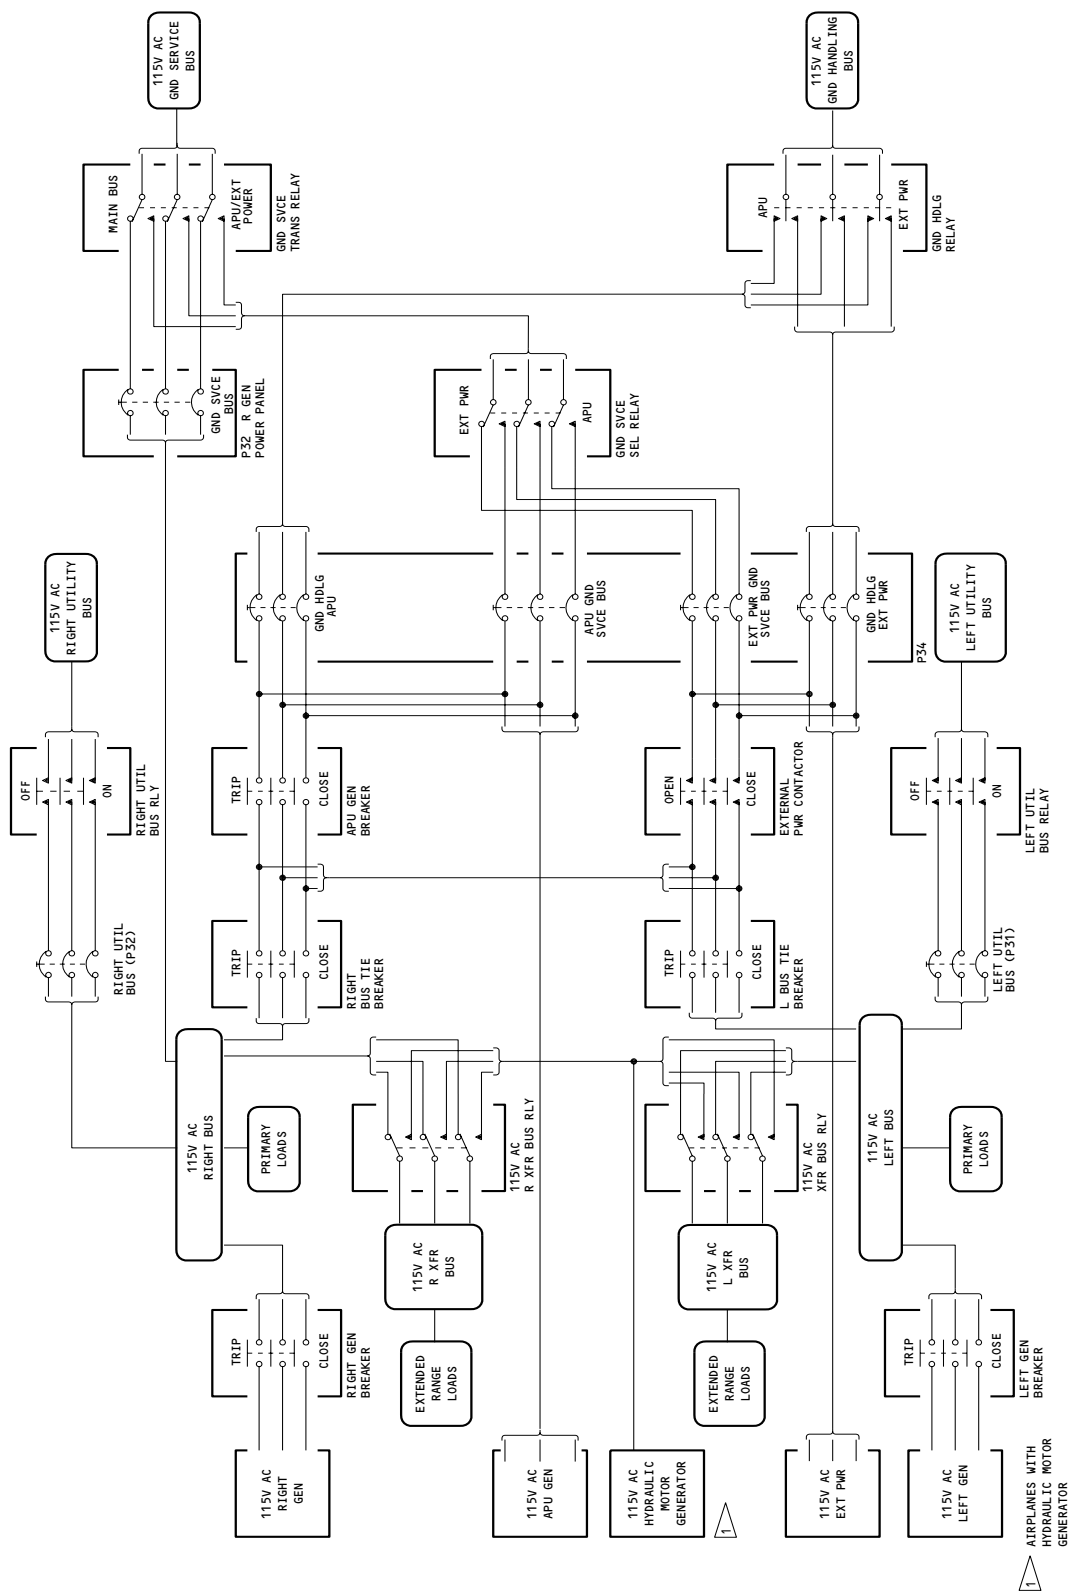 115V AC
RIGHT
GEN
TRIP
CLOSE
RIGHT GEN
BREAKER
115V AC
RIGHT BUS
PRIMARY
LOADS
RIGHT UTIL
BUS (P32)
OFF
ON
RIGHT UTIL
BUS RLY
115V AC
RIGHT UTILITY
BUS
TRIP
CLOSE
RIGHT
BUS TIE
BREAKER
TRIP
CLOSE
APU GEN
BREAKER
GND HDLG
APU
GND SVCE
BUS
P32 R GEN
POWER PANEL
MAIN BUS
APU/EXT
POWER
GND SVCE
TRANS RELAY
115V AC
GND SERVICE
BUS
EXTENDED
RANGE
LOADS
115V AC
R XFR
BUS
115V AC
R XFR BUS RLY
115V AC
APU GEN
APU GND
SVCE BUS
EXT PWR
APU
GND SVCE
SEL RELAY
115V AC
HYDRAULIC
MOTOR
GENERATOR
1
EXTENDED
RANGE
LOADS
115V AC
L XFR
BUS
115V AC
XFR BUS RLY
TRIP
CLOSE
L BUS TIE
BREAKER
OPEN
CLOSE
EXTERNAL
PWR CONTACTOR
EXT PWR GND
SVCE BUS
GND HDLG
EXT PWR
P34
APU
EXT PWR
GND HDLG
RELAY
115V AC
GND HANDLING
BUS
115V AC
EXT PWR
115V AC
LEFT GEN
TRIP
CLOSE
LEFT GEN
BREAKER
115V AC
LEFT BUS
PRIMARY
LOADS
LEFT UTIL
BUS (P31)
OFF
ON
LEFT UTIL
BUS RELAY
115V AC
LEFT UTILITY
BUS
1
AIRPLANES WITH
HYDRAULIC MOTOR
GENERATOR